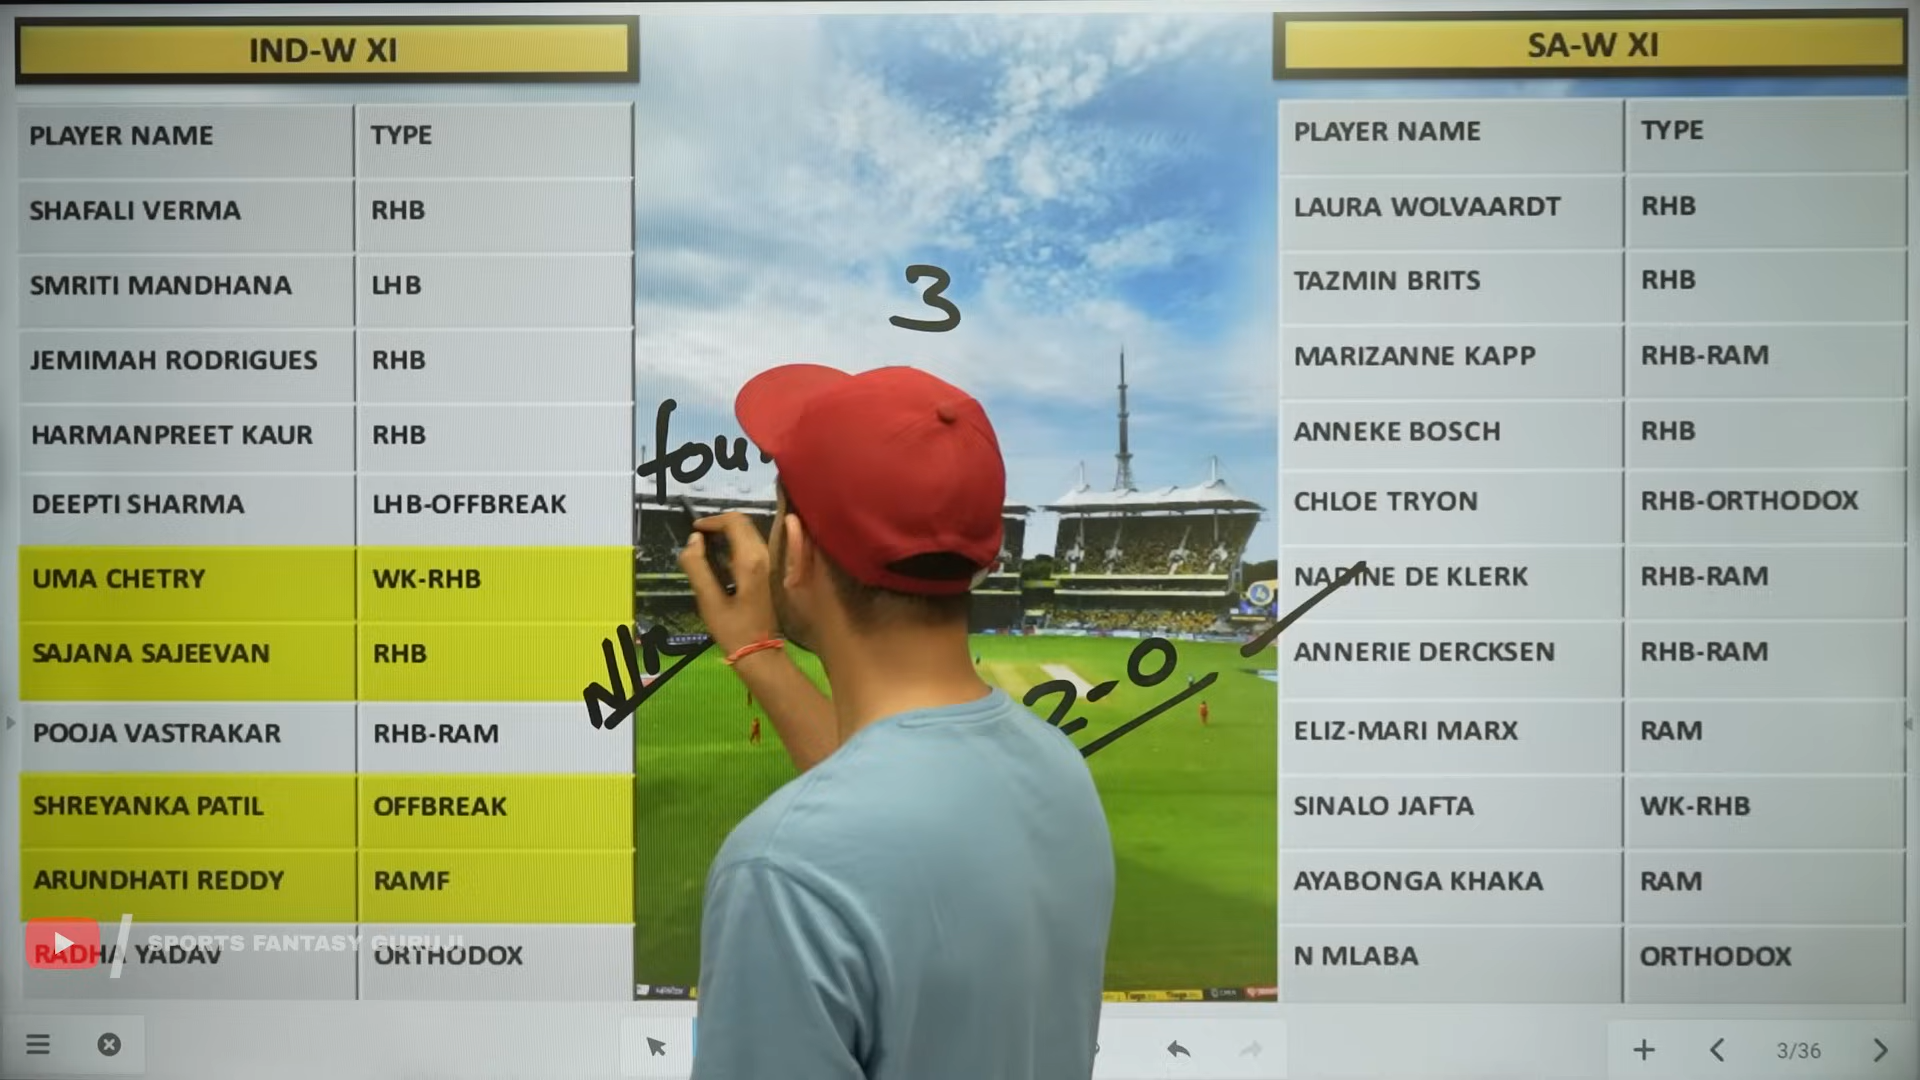 IND-W XI
PLAYER NAME TYPE
SHAFALI VERMA RHB
SMRITI MANDHANA LHB
JEMIMAH RODRIGUES RHB
HARMANPREET KAUR RHB
DEEPTI SHARMA LHB-OFFBREAK
UMA CHETRY WK-RHB
SAJANA SAJEEVAN RHB
POOJA VASTRAKAR RHB-RAM
SHREYANKA PATIL OFFBREAK
ARUNDHATI REDDY RAMF
RADHA YADAV ORTHODOX
SPORTS FANTASY GURUJI
3
2-0
SA-W XI
PLAYER NAME TYPE
LAURA WOLVAARDT RHB
TAZMIN BRITS RHB
MARIZANNE KAPP RHB-RAM
ANNEKE BOSCH RHB
CHLOE TRYON RHB-ORTHODOX
NADINE DE KLERK RHB-RAM
ANNERIE DERCKSEN RHB-RAM
ELIZ-MARI MARX RAM
SINALO JAFTA WK-RHB
AYABONGA KHAKA RAM
N MLABA ORTHODOX
3/36